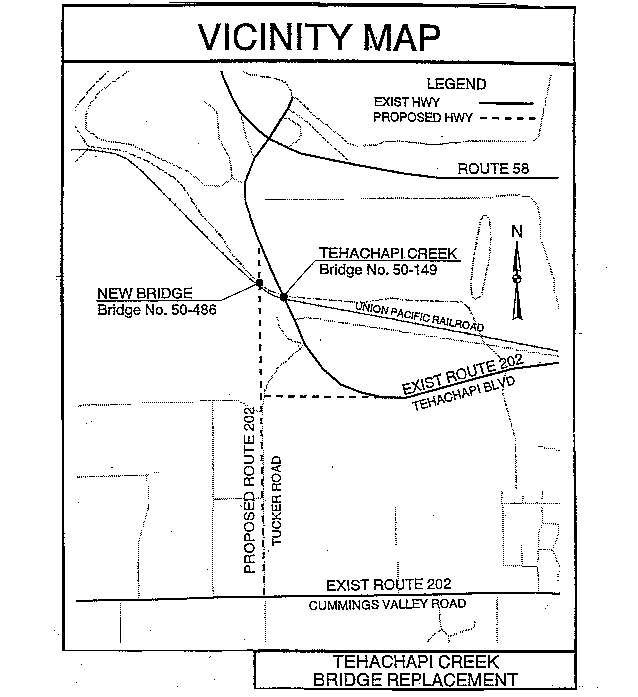 VICINITY MAP
LEGEND
EXIST HWY
PROPOSED HWY
ROUTE 58
N
TEHACHAPI CREEK
Bridge No. 50-149
NEW BRIDGE
Bridge No. 50-486
UNION PACIFIC RAILROAD
EXIST ROUTE 202
TEHACHAPI BLVD
PROPOSED ROUTE 202
TUCKER ROAD
EXIST ROUTE 202
CUMMINGS VALLEY ROAD
TEHACHAPI CREEK
BRIDGE REPLACEMENT